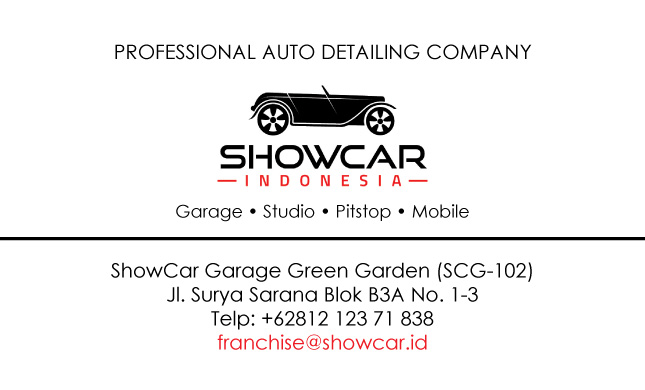 PROFESSIONAL AUTO DETAILING COMPANY
SHOWCAR
INDONESIA
Garage • Studio • Pitstop • Mobile
ShowCar Garage Green Garden (SCG-102)
Jl. Surya Sarana Blok B3A No. 1-3
Telp: +62812 123 71 838
franchise@showcar.id